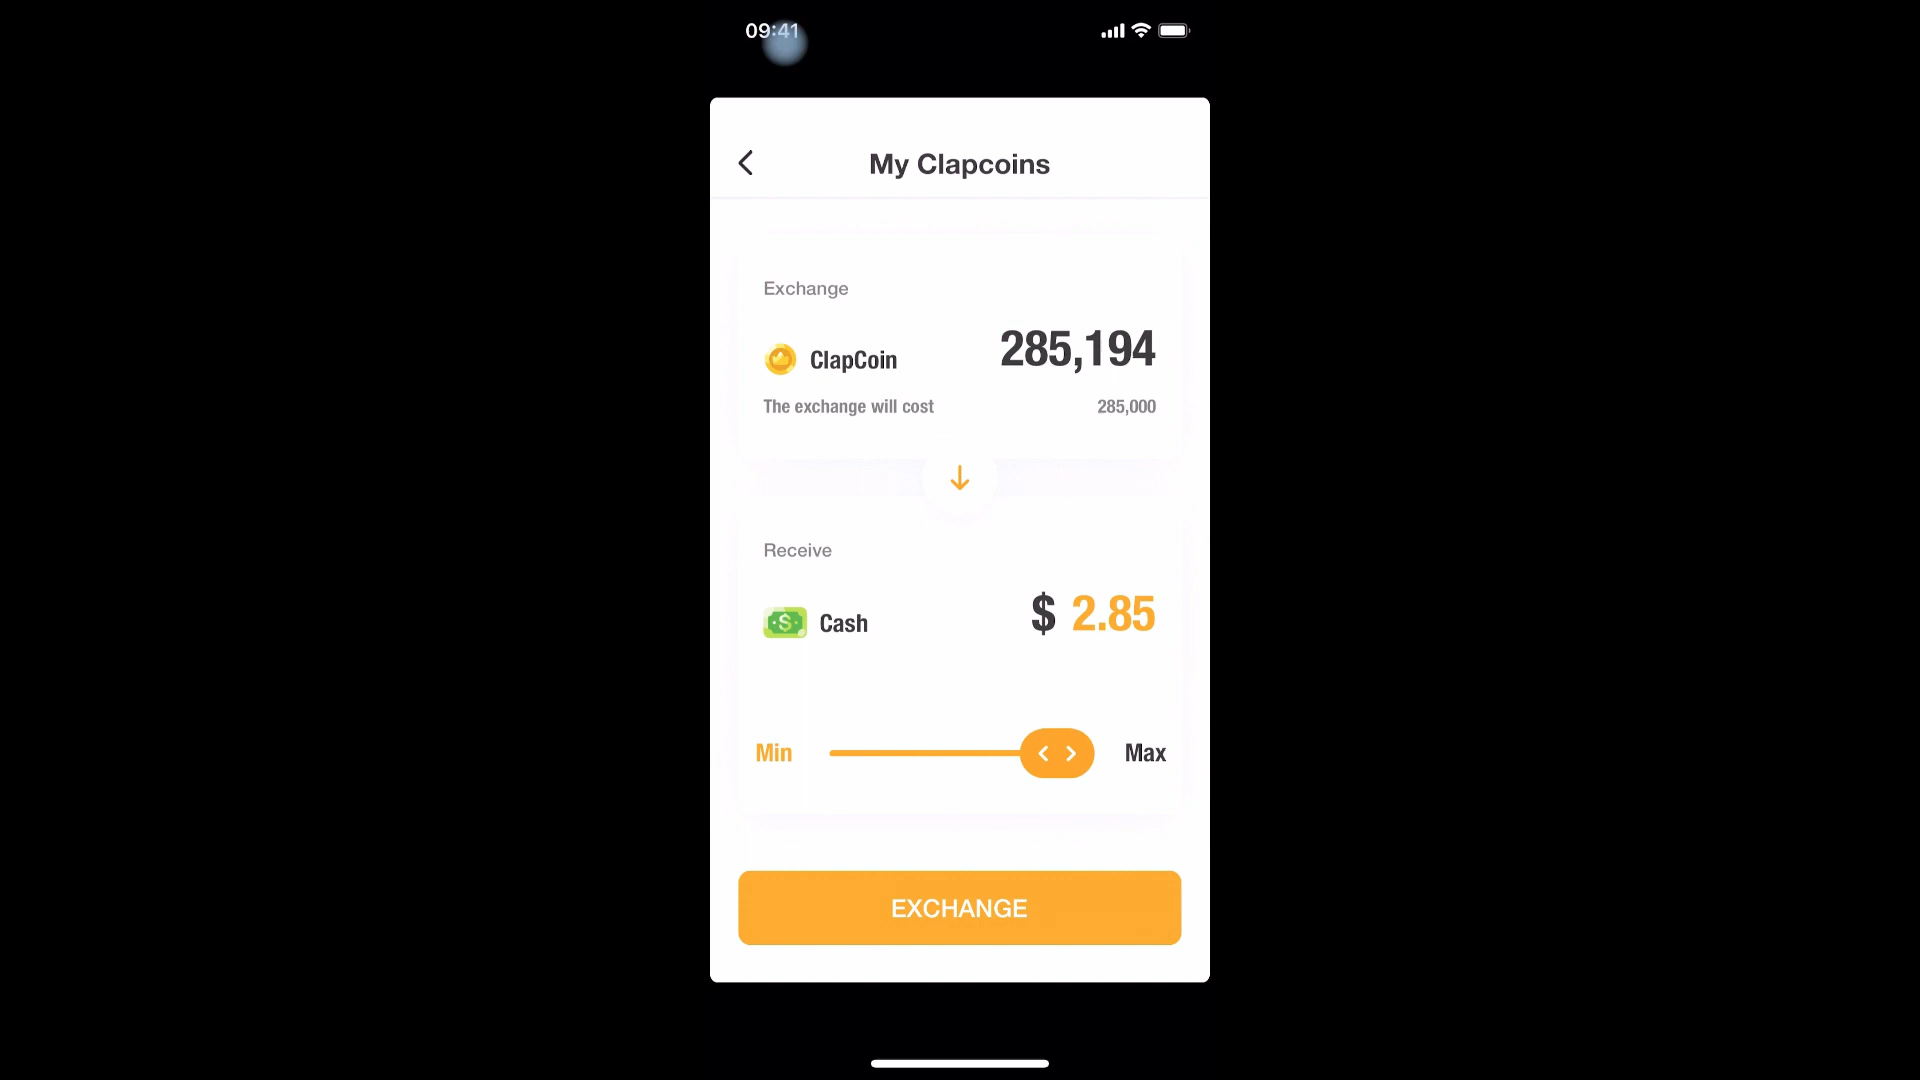 09:41
My Clapcoins
Exchange
ClapCoin 285,194
The exchange will cost 285,000
Receive
Cash $ 2.85
Min Max
EXCHANGE